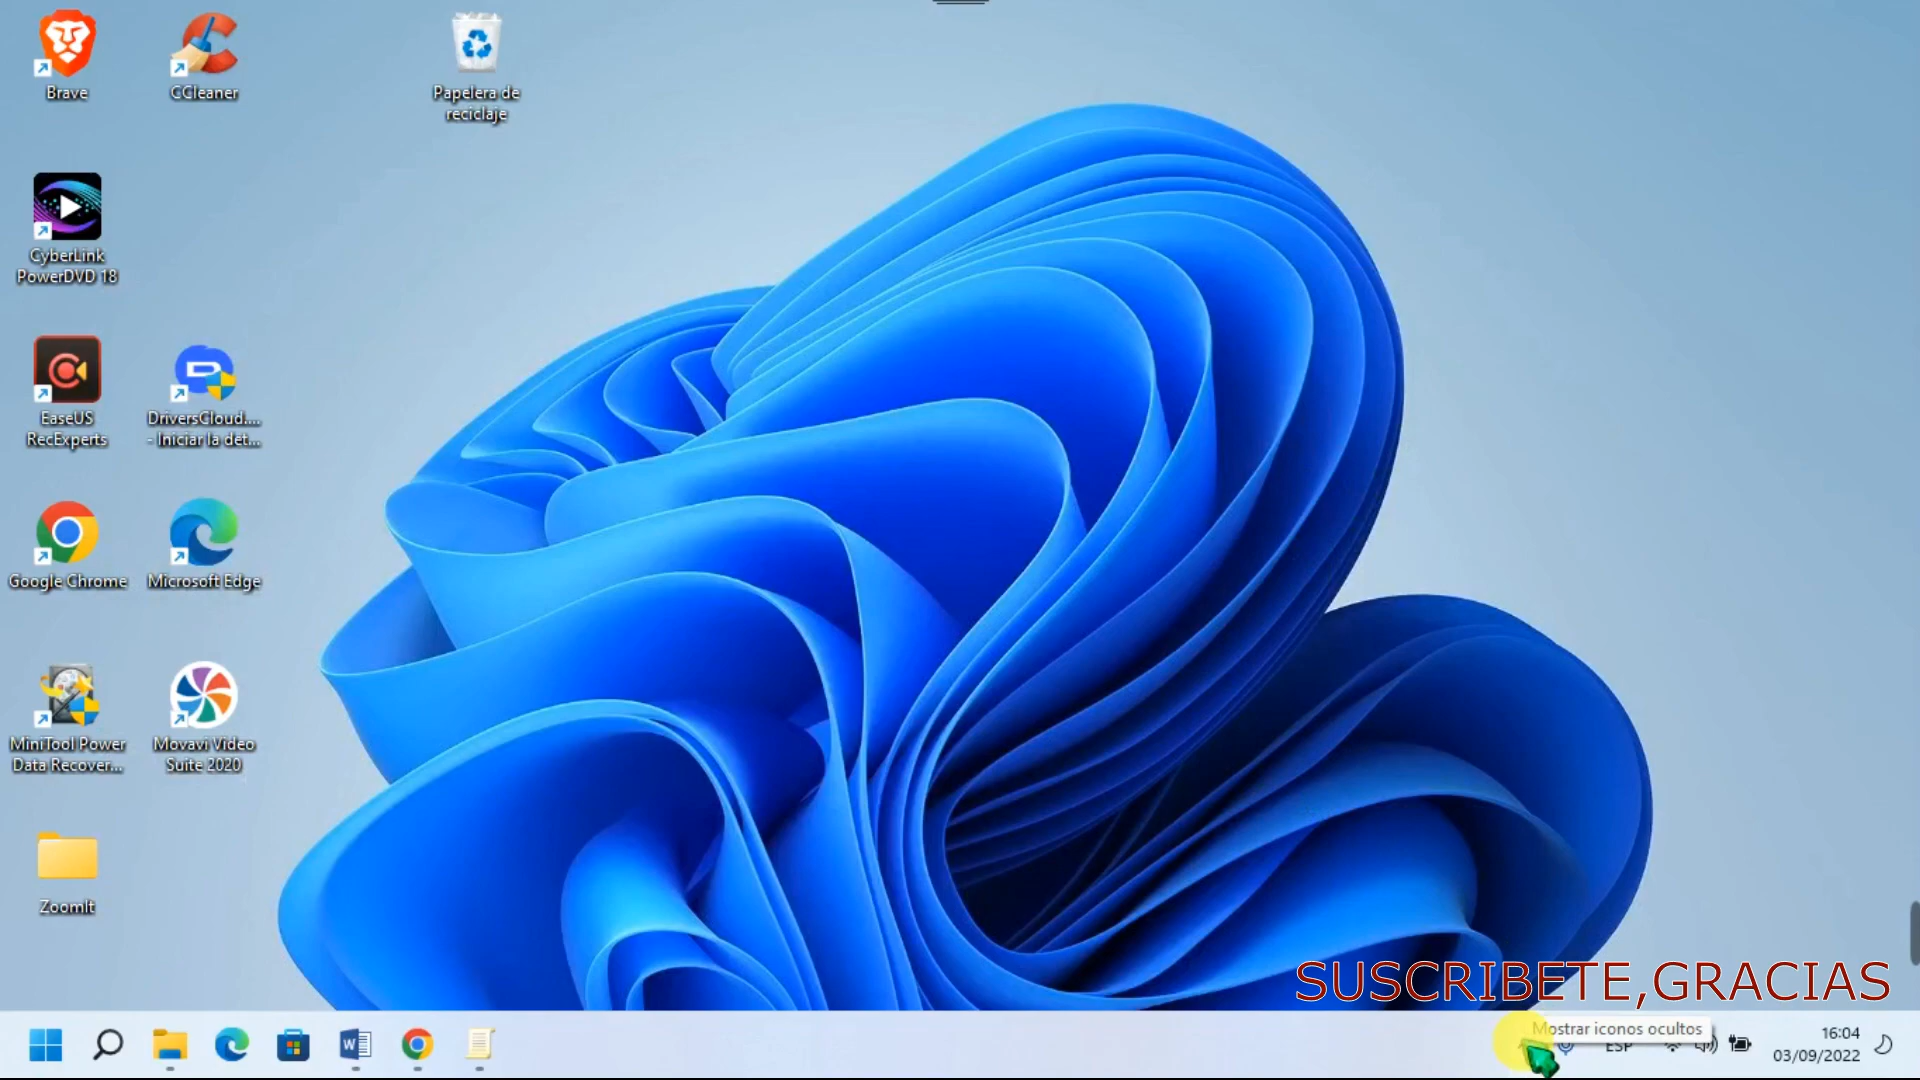 Brave
CCleaner
Papelera de
reciclaje
CyberLink
PowerDVD 18
EaseUS
RecExperts
DriversCloud....
- Iniciar la det...
Google Chrome
Microsoft Edge
MiniTool Power
Data Recover...
Movavi Video
Suite 2020
ZoomIt
SUSCRIBETE,GRACIAS
Mostrar iconos ocultos
W
ESP
16:04
03/09/2022